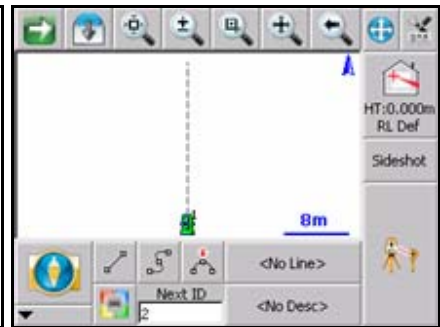 HT:0.000m
RL Def
Sideshot
8m
<No Line>
Next ID
2
<No Desc>